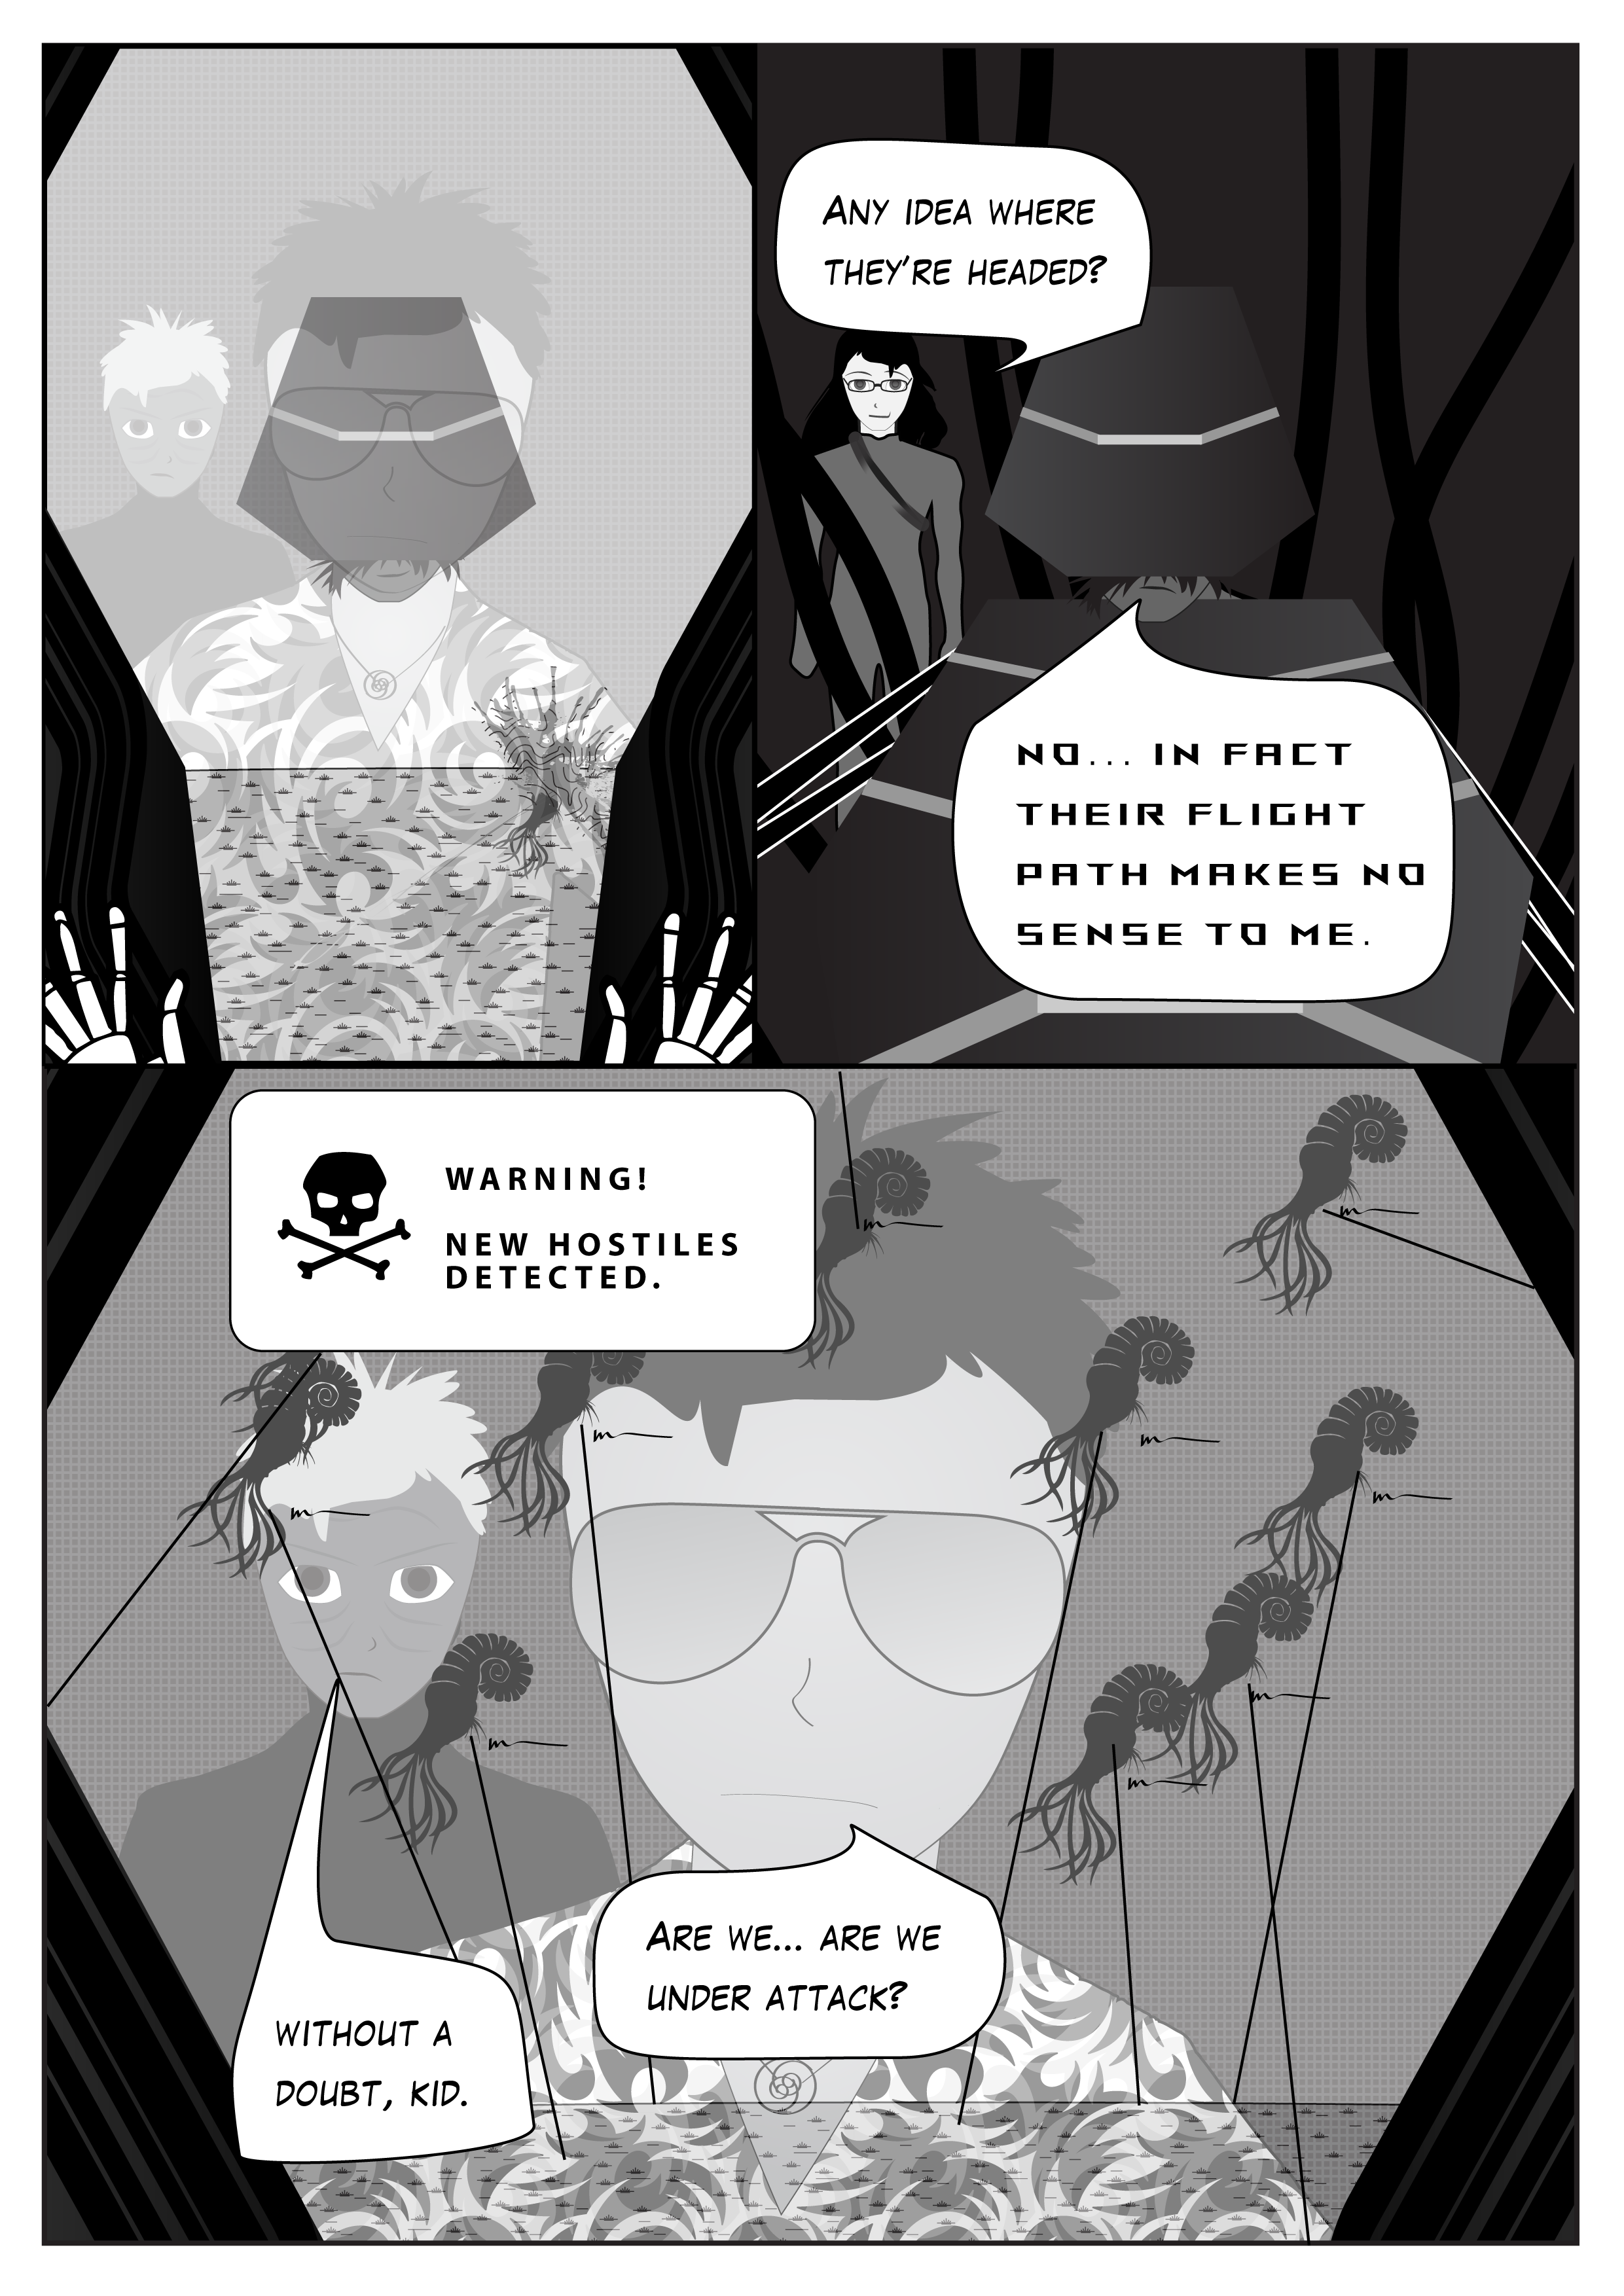 ANY IDEA WHERE
THEY'RE HEADED?
NO... IN FACT
THEIR FLIGHT
PATH MAKES NO
SENSE TO ME.
WARNING!
NEW HOSTILES
DETECTED.
ARE WE... ARE WE
UNDER ATTACK?
WITHOUT A
DOUBT, KID.